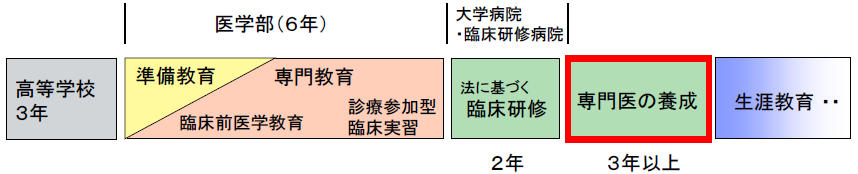 医学部（６年）
大学病院
・臨床研修病院
高等学校
３年
準備教育
専門教育
臨床前医学教育
診療参加型
臨床実習
法に基づく
臨床研修
専門医の養成
生涯教育 ・・
２年
３年以上